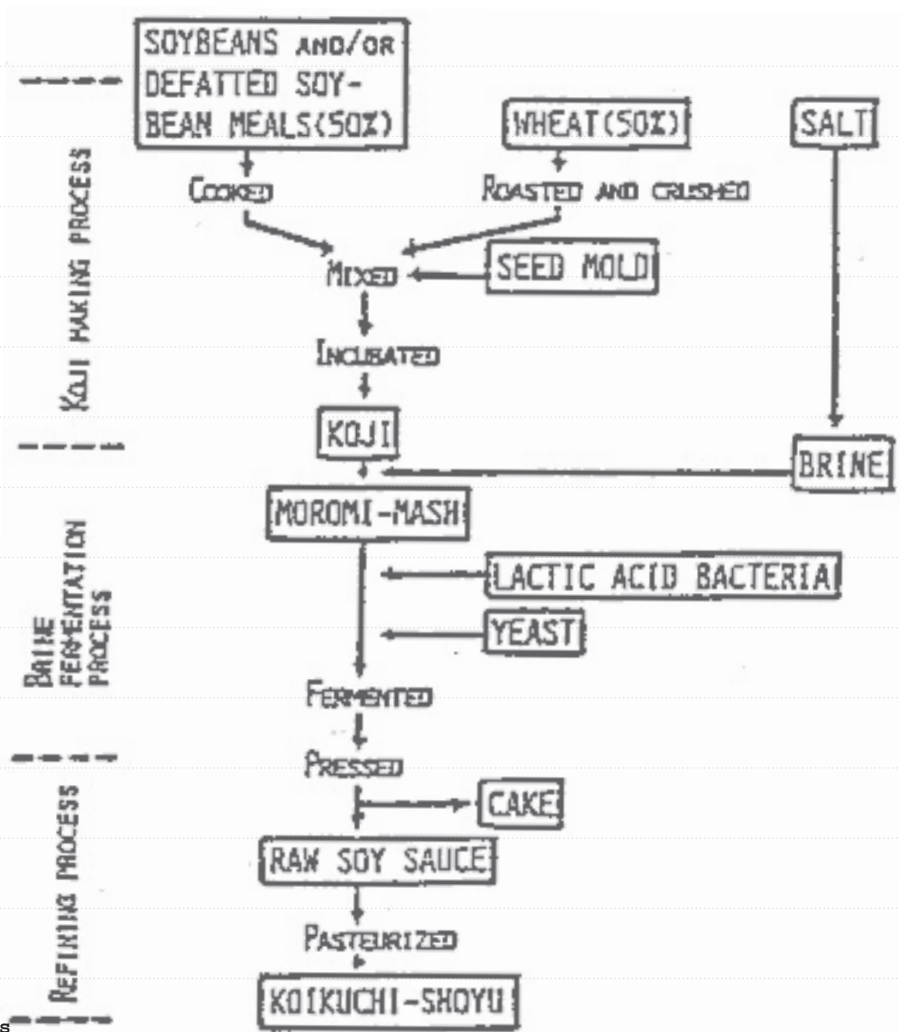 SOYBEANS AND/OR
DEFATTED SOY-
BEAN MEALS(50%)
WHEAT(50%)
SALT
COOKED
ROASTED AND CRUSHED
MIXED
SEED MOLD
INCUBATED
KOJI
BRINE
MOROMI-MASH
LACTIC ACID BACTERIA
YEAST
FERMENTED
PRESSED
CAKE
RAW SOY SAUCE
PASTEURIZED
KOIKUCHI-SHOYU
KOJI MAKING PROCESS
BRINE
FERMENTATION
PROCESS
REFINING PROCESS
s